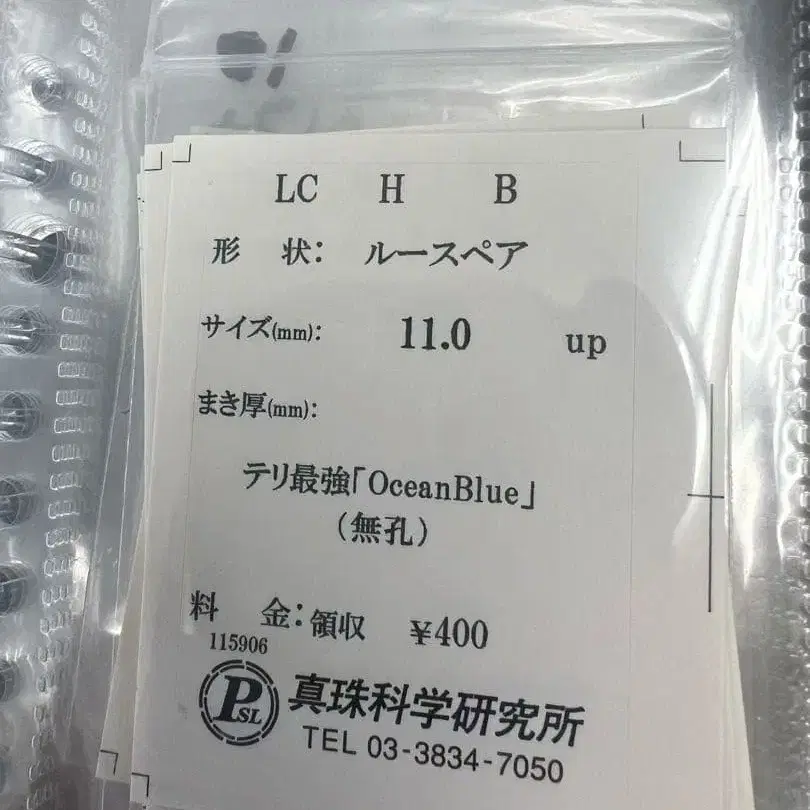 LC H B
形 状: ルースペア
サイズ(mm): 11.0 up
まき厚(mm):
テリ最強「OceanBlue」
(無孔)
料 金: 領収 ¥400
115906
PSL 真珠科学研究所
TEL 03-3834-7050